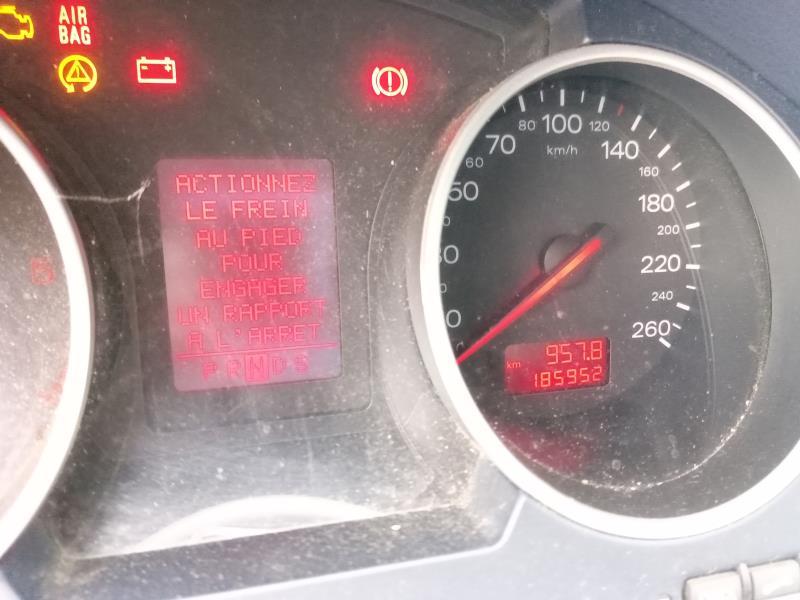 AIR
BAG
ACTIONNEZ
LE FREIN
AU PIED
POUR
ENGAGER
UN RAPPORT
A L'ARRET
P R N D S
60
70
80
100
120
140
160
180
200
220
240
260
km/h
km 957.8
185952